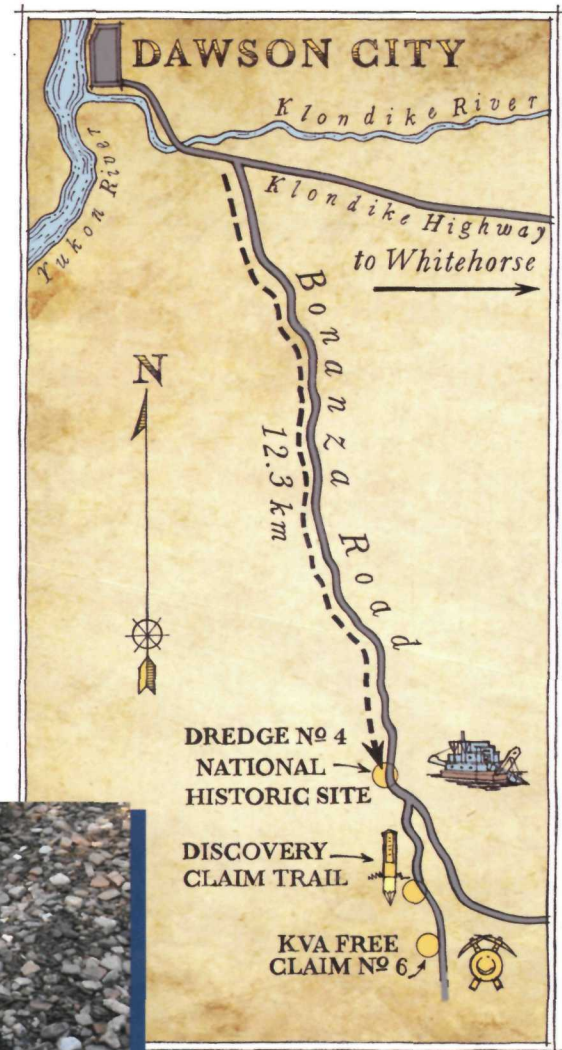 DAWSON CITY
Klondike River
Yukon River
Klondike Highway
to Whitehorse
Bonanza Road
N
12.3 km
DREDGE Nº 4
NATIONAL
HISTORIC SITE
DISCOVERY
CLAIM TRAIL
KVA FREE
CLAIM Nº 6